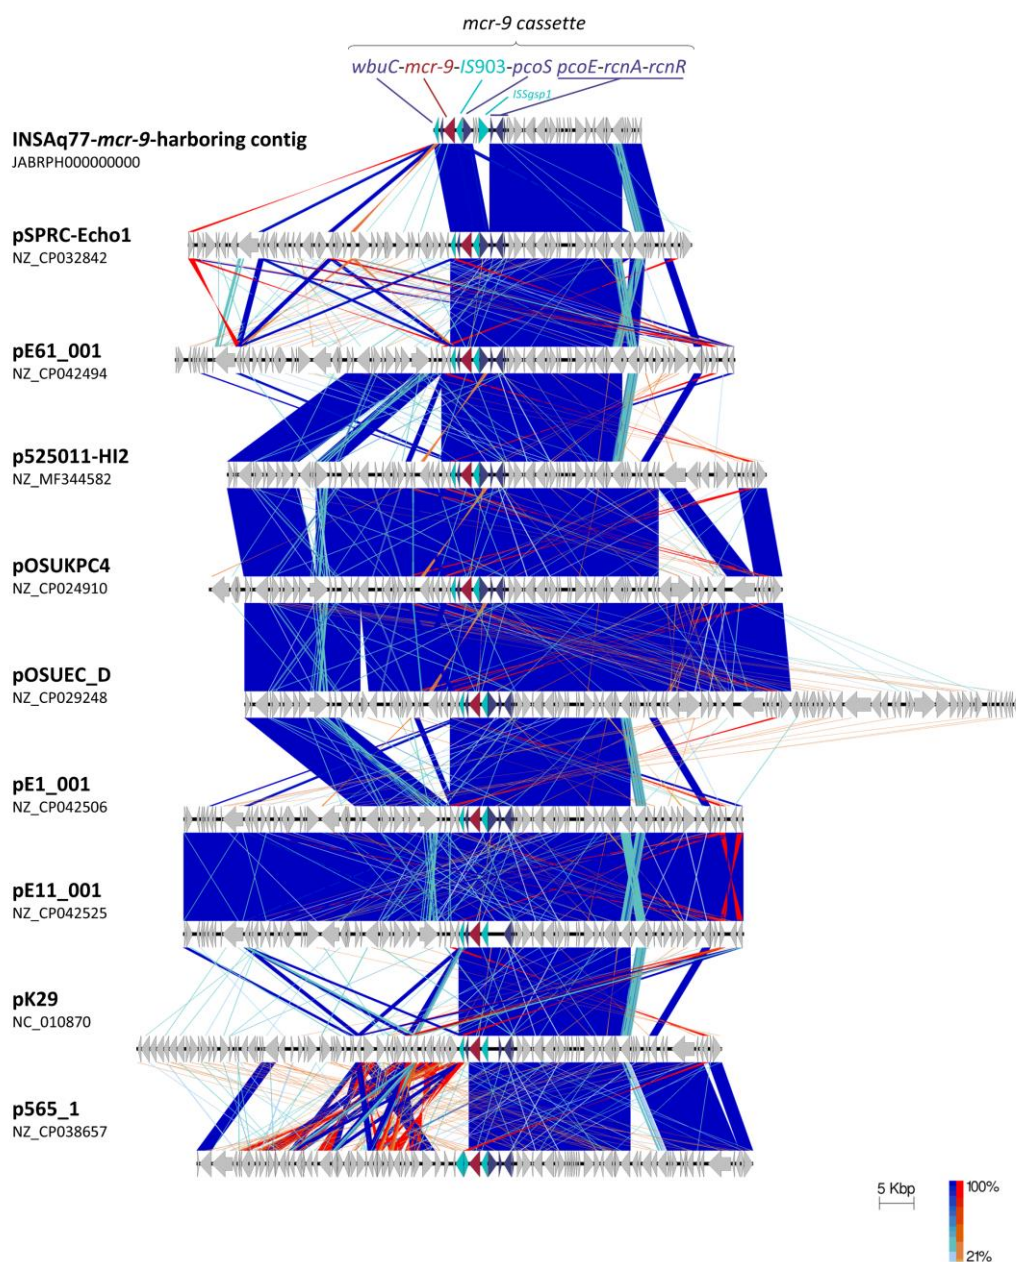 mcr-9 cassette
wbuC-mcr-9-IS903-pcoS pcoE-rcnA-rcnR
ISSgsp1
INSAq77-mcr-9-harboring contig
JABRPH000000000
pSPRC-Echo1
NZ_CP032842
pE61_001
NZ_CP042494
p525011-HI2
NZ_MF344582
pOSUKPC4
NZ_CP024910
pOSUEC_D
NZ_CP029248
pE1_001
NZ_CP042506
pE11_001
NZ_CP042525
pK29
NC_010870
p565_1
NZ_CP038657
5 Kbp
100%
21%